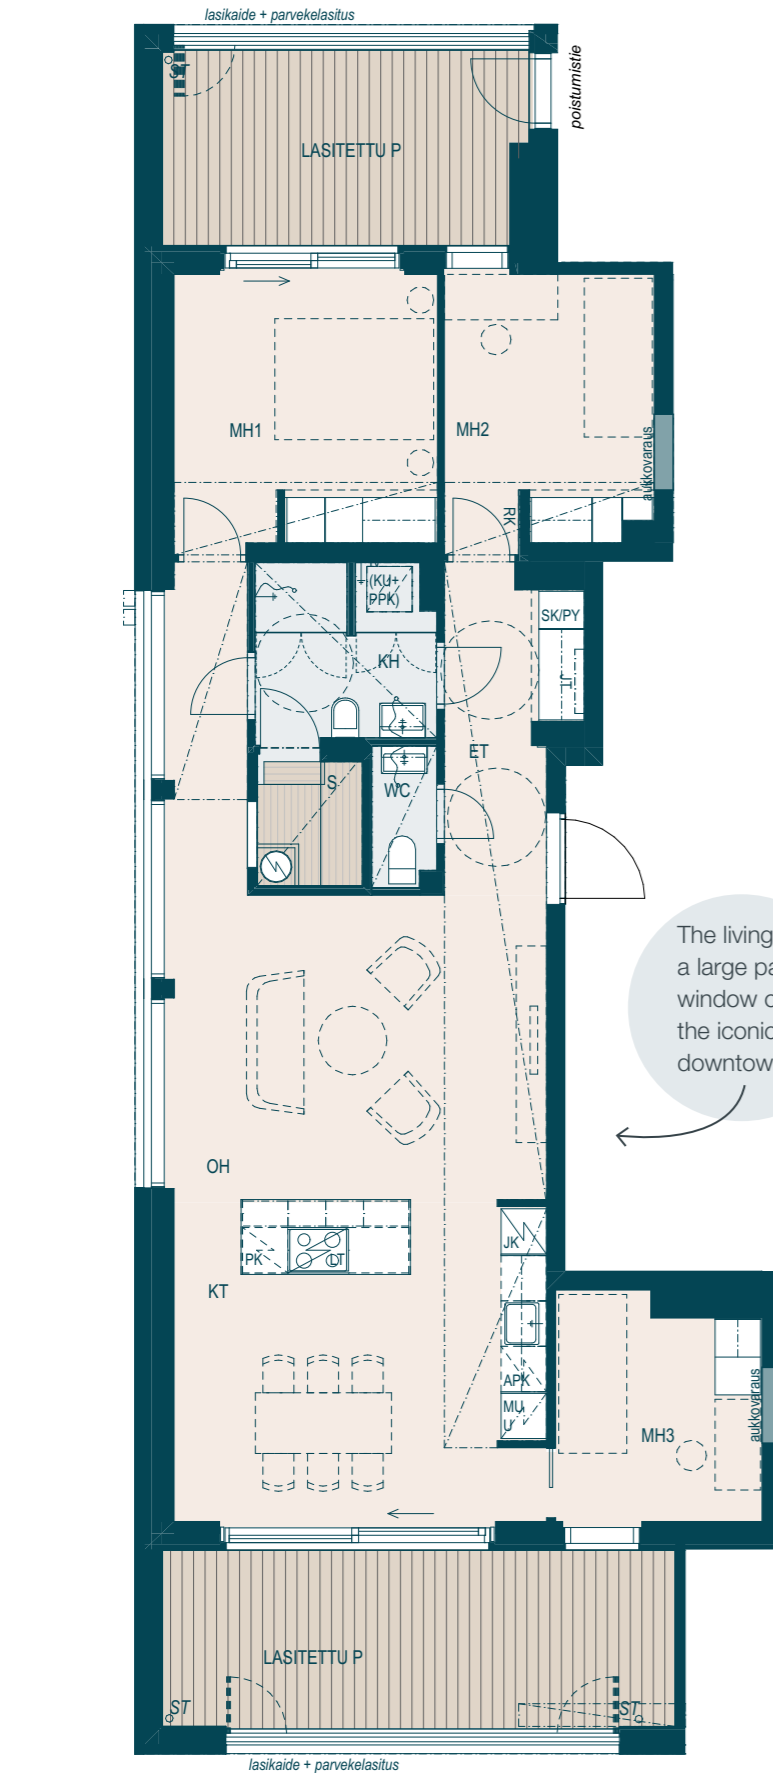 lasikaide + parvekelasitus
ST
poistumistie
LASITETTU P
MH1
MH2
aukkovaraus
RK
(KU+
PPK)
SK/PY
KH
JT
ET
S
WC
The living
a large pa
window o
the iconic
downtow
OH
JK
PK
LT
KT
APK
MU
U
aukkovaraus
MH3
LASITETTU P
ST
ST
lasikaide + parvekelasitus